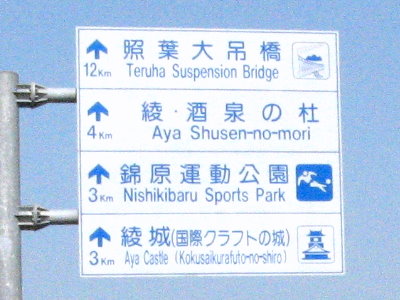 照葉大吊橋
12Km Teruha Suspension Bridge
綾・酒泉の杜
4Km Aya Shusen-no-mori
錦原運動公園
3Km Nishikibaru Sports Park
綾城(国際クラフトの城)
3Km Aya Castle (Kokusaikurafuto-no-shiro)